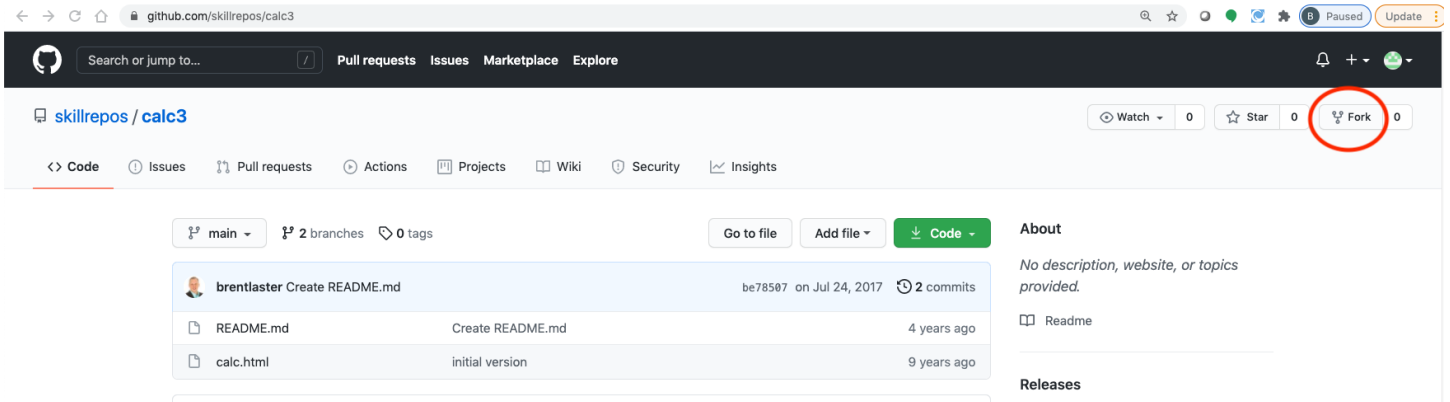 github.com/skillrepos/calc3 B Paused Update
Search or jump to... / Pull requests Issues Marketplace Explore
skillrepos / calc3 Watch 0 Star 0 Fork 0
<> Code Issues Pull requests Actions Projects Wiki Security Insights
main 2 branches 0 tags Go to file Add file Code
About
No description, website, or topics
provided.
Readme
Releases
brentlaster Create README.md be78507 on Jul 24, 2017 2 commits
README.md Create README.md 4 years ago
calc.html initial version 9 years ago